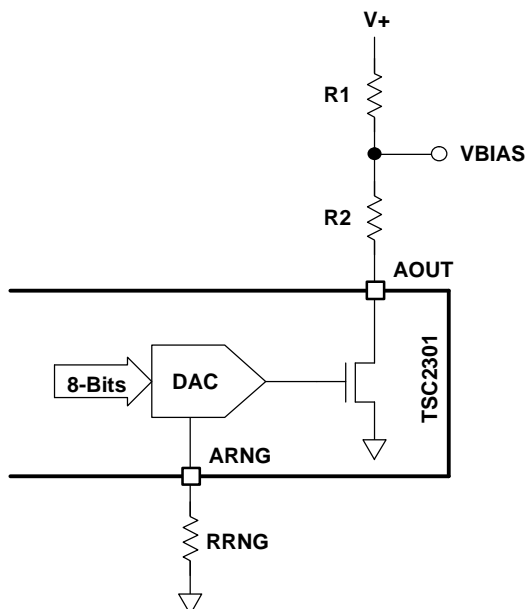 V+
R1
VBIAS
R2
AOUT
TSC2301
8-Bits
DAC
ARNG
RRNG